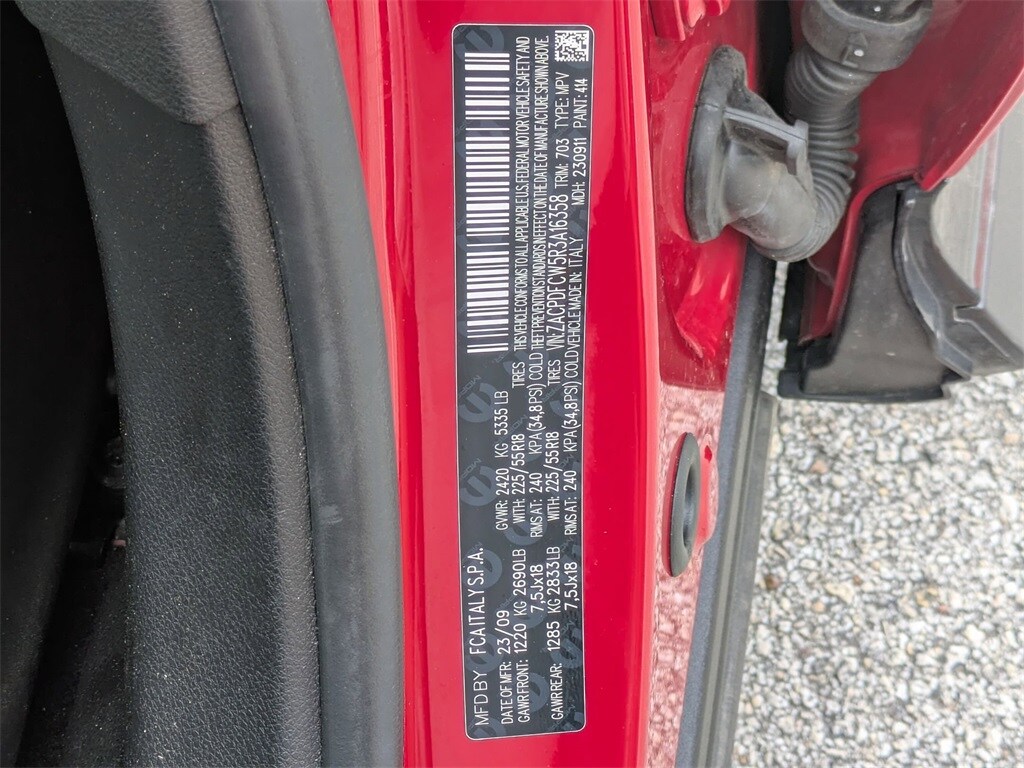 MFD BY FCA ITALY S.P.A.
DATE OF MFR: 23/09 GVWR: 2420 KG 5335 LB
GAWR FRONT: 1220 KG 2690LB WITH: 225/55R18 TIRES
7,5Jx18 RIMS AT: 240 KPA(34,8PSI) COLD
GAWR REAR: 1285 KG 2833LB WITH: 225/55R18 TIRES
7,5Jx18 RIMS AT: 240 KPA(34,8PSI) COLD
THIS VEHICLE CONFORMS TO ALL APPLICABLE U.S. FEDERAL MOTOR VEHICLE SAFETY AND
THEFT PREVENTION STANDARDS IN EFFECT ON THE DATE OF MANUFACTURE SHOWN ABOVE.
VIN: ZACPDFCW5R3A16358 TRIM: 703 TYPE: MPV
VEHICLE MADE IN: ITALY MDH: 230911 PAINT: 414